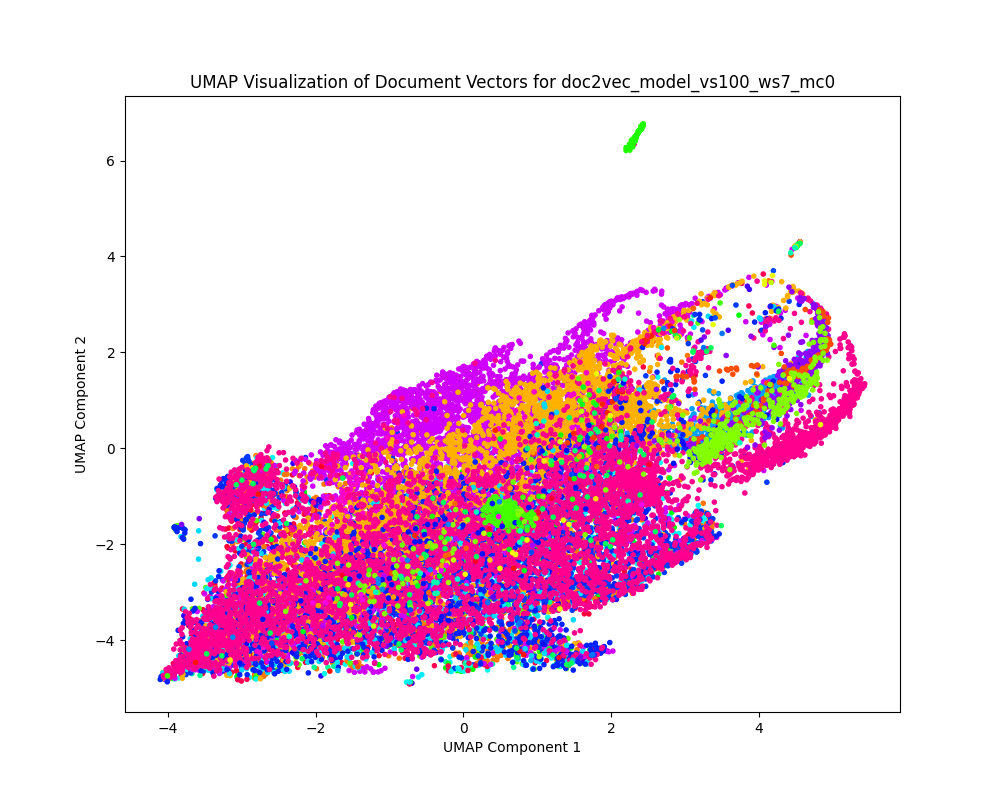 UMAP Visualization of Document Vectors for doc2vec_model_vs100_ws7_mc0
6
4
2
0
−2
−4
UMAP Component 2
−4 −2 0 2 4
UMAP Component 1